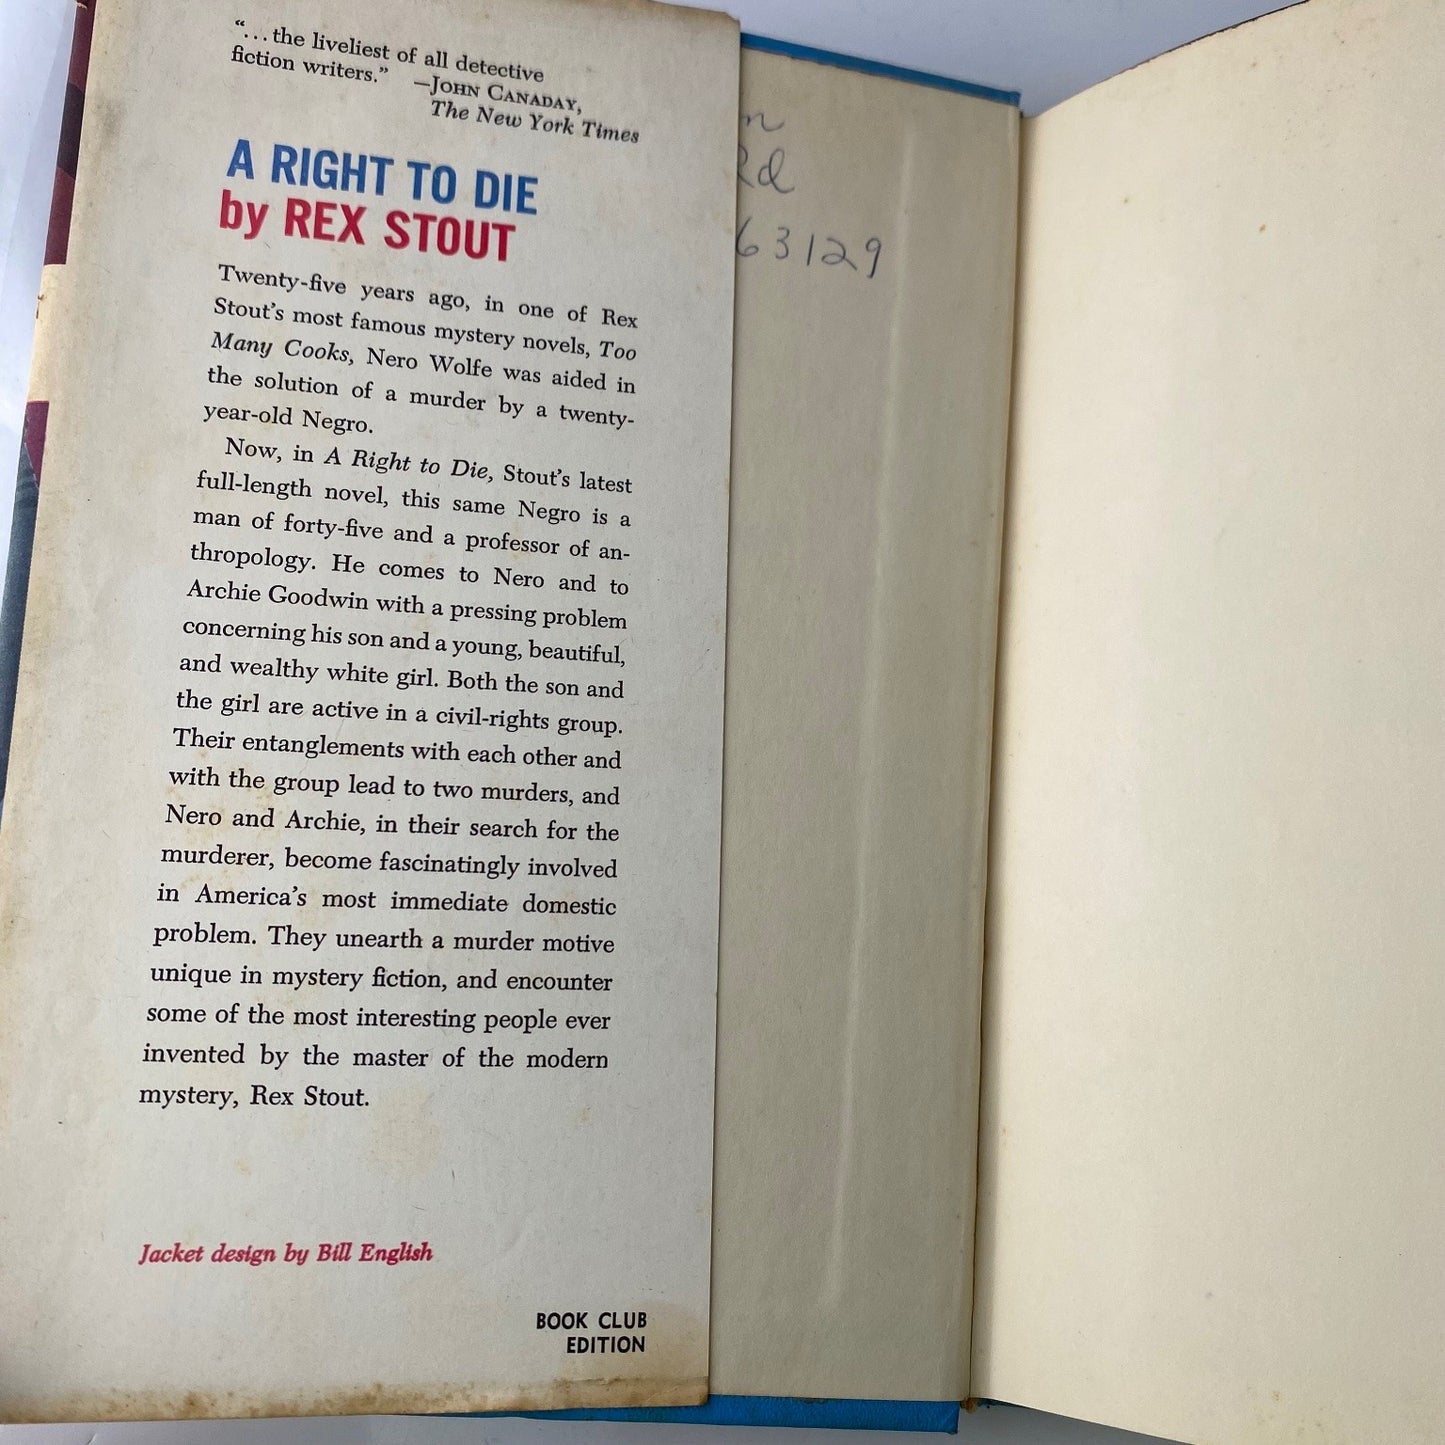 “...the liveliest of all detective
fiction writers.” —JOHN CANADAY,
The New York Times
A RIGHT TO DIE
by REX STOUT
Twenty-five years ago, in one of Rex
Stout’s most famous mystery novels, Too
Many Cooks, Nero Wolfe was aided in
the solution of a murder by a twenty-
year-old Negro.
Now, in A Right to Die, Stout’s latest
full-length novel, this same Negro is a
man of forty-five and a professor of an-
thropology. He comes to Nero and to
Archie Goodwin with a pressing problem
concerning his son and a young, beautiful,
and wealthy white girl. Both the son and
the girl are active in a civil-rights group.
Their entanglements with each other and
with the group lead to two murders, and
Nero and Archie, in their search for the
murderer, become fascinatingly involved
in America’s most immediate domestic
problem. They unearth a murder motive
unique in mystery fiction, and encounter
some of the most interesting people ever
invented by the master of the modern
mystery, Rex Stout.
Jacket design by Bill English
BOOK CLUB
EDITION
Rd
63129